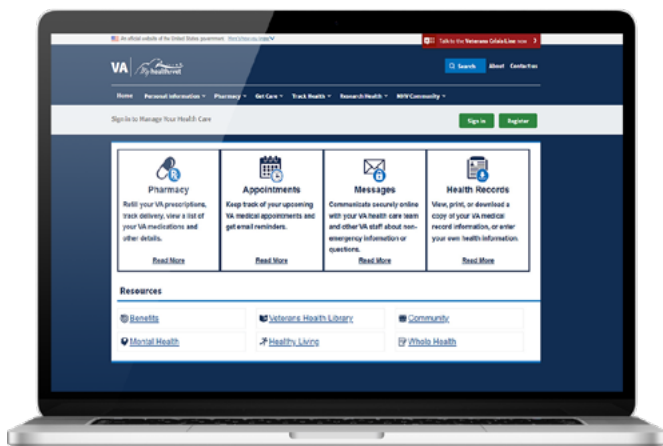 An official website of the United States government. Here's how you know
Talk to the Veterans Crisis Line now
VA
My healthevet
Search About Contact us
Home Personal Information Pharmacy Get Care Track Health Research Health MHV Community
Sign in to Manage Your Health Care
Sign in Register
Pharmacy
Refill your VA prescriptions,
track delivery, view a list of
your VA medications and
other details.
Read More
Appointments
Keep track of your upcoming
VA medical appointments and
get email reminders.
Read More
Messages
Communicate securely online
with your VA health care team
and other VA staff about non-
emergency information or
questions.
Read More
Health Records
View, print, or download a
copy of your VA medical
record information, or enter
your own health information.
Read More
Resources
Benefits
Veterans Health Library
Community
Mental Health
Healthy Living
Whole Health